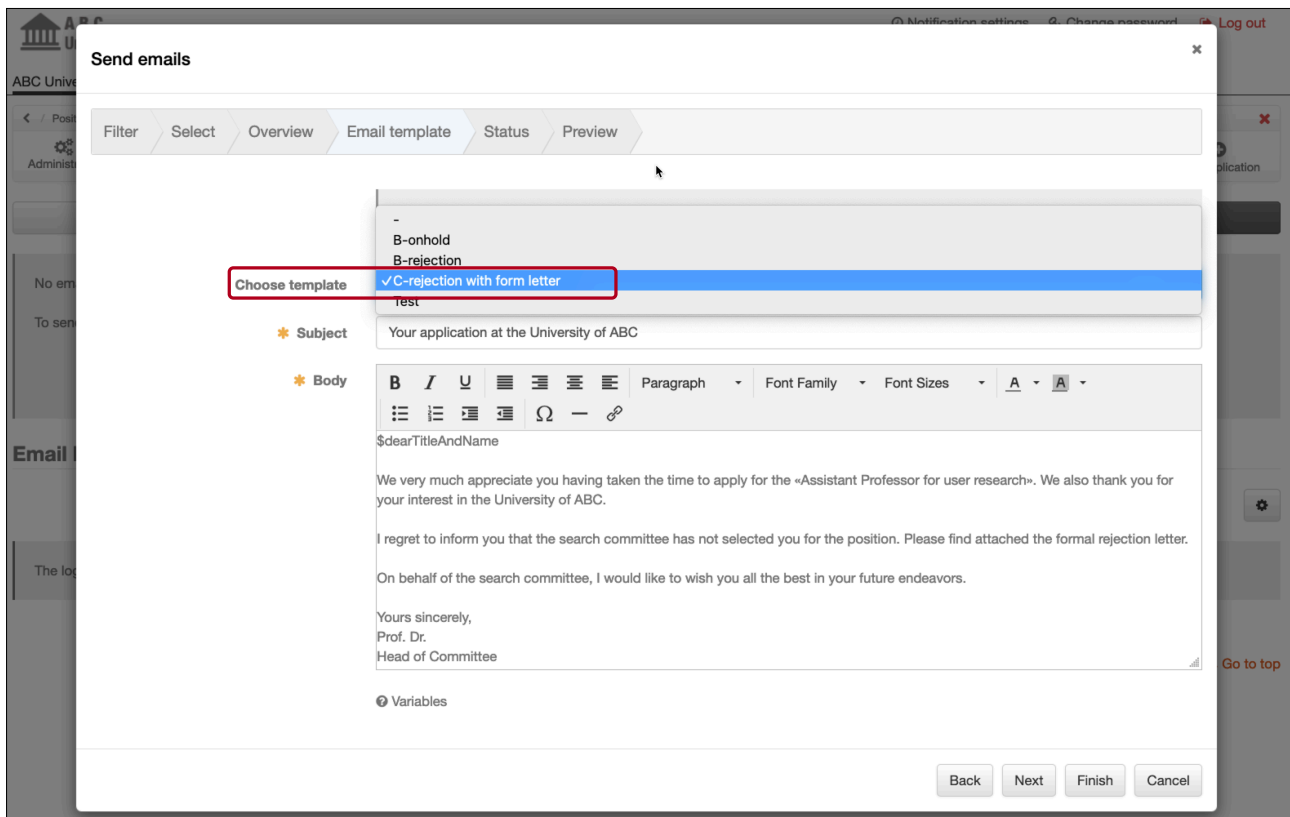 A B C
Notification settings Change password Log out
ABC Unive
Send emails
/ Posit
Administ
plication
Filter Select Overview Email template Status Preview
-
B-onhold
B-rejection
Choose template ✓C-rejection with form letter
Test
No em
To sen
✱ Subject Your application at the University of ABC
✱ Body B I U Paragraph Font Family Font Sizes A A
Ω
$dearTitleAndName
We very much appreciate you having taken the time to apply for the «Assistant Professor for user research». We also thank you for
your interest in the University of ABC.
I regret to inform you that the search committee has not selected you for the position. Please find attached the formal rejection letter.
On behalf of the search committee, I would like to wish you all the best in your future endeavors.
Yours sincerely,
Prof. Dr.
Head of Committee
Email
The log
Go to top
Variables
Back Next Finish Cancel